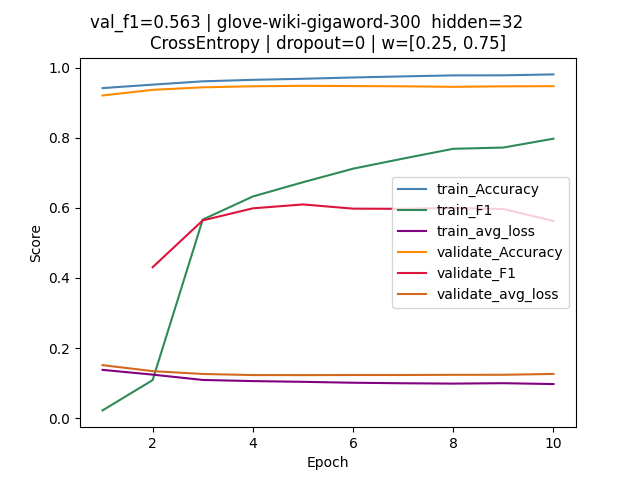 val_f1=0.563 | glove-wiki-gigaword-300 hidden=32
CrossEntropy | dropout=0 | w=[0.25, 0.75]
1.0
0.8
0.6
0.4
0.2
0.0
Score
train_Accuracy
train_F1
train_avg_loss
validate_Accuracy
validate_F1
validate_avg_loss
2
4
6
8
10
Epoch